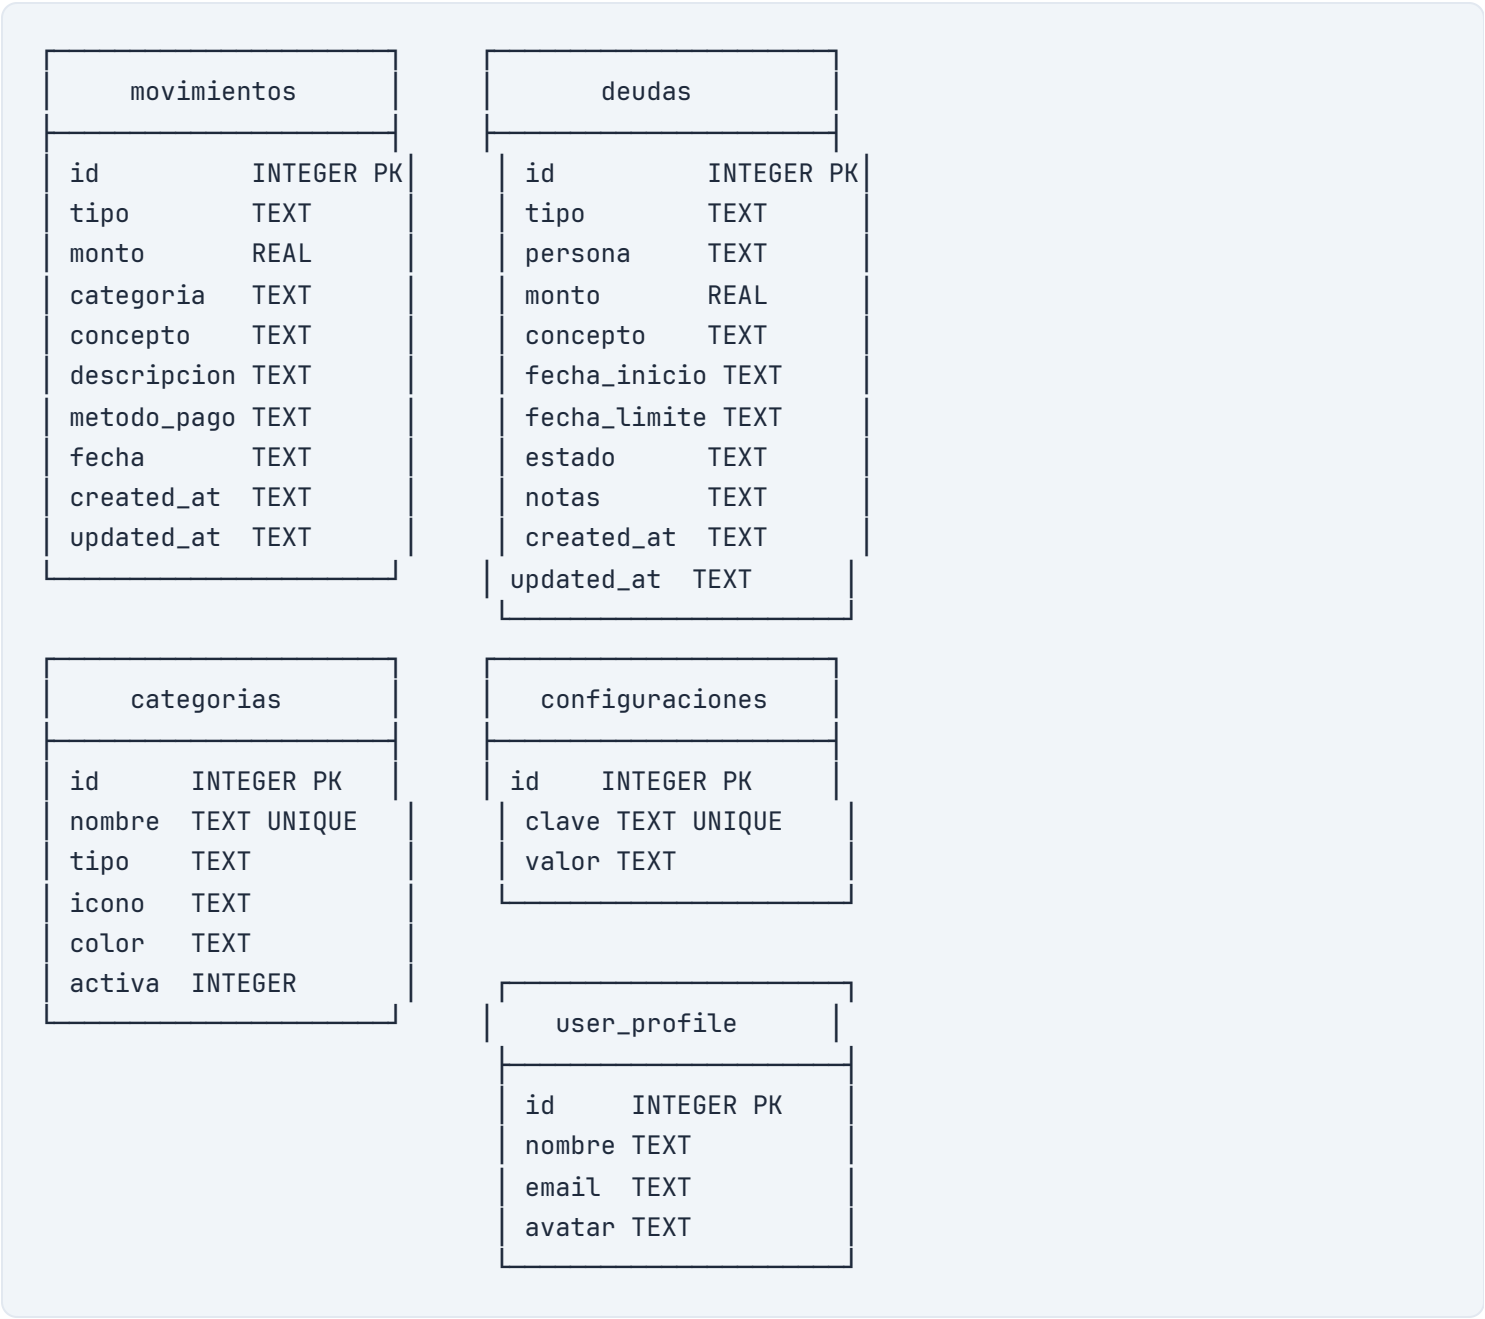 movimientos
id INTEGER PK
tipo TEXT
monto REAL
categoria TEXT
concepto TEXT
descripcion TEXT
metodo_pago TEXT
fecha TEXT
created_at TEXT
updated_at TEXT
deudas
id INTEGER PK
tipo TEXT
persona TEXT
monto REAL
concepto TEXT
fecha_inicio TEXT
fecha_limite TEXT
estado TEXT
notas TEXT
created_at TEXT
updated_at TEXT
categorias
id INTEGER PK
nombre TEXT UNIQUE
tipo TEXT
icono TEXT
color TEXT
activa INTEGER
configuraciones
id INTEGER PK
clave TEXT UNIQUE
valor TEXT
user_profile
id INTEGER PK
nombre TEXT
email TEXT
avatar TEXT